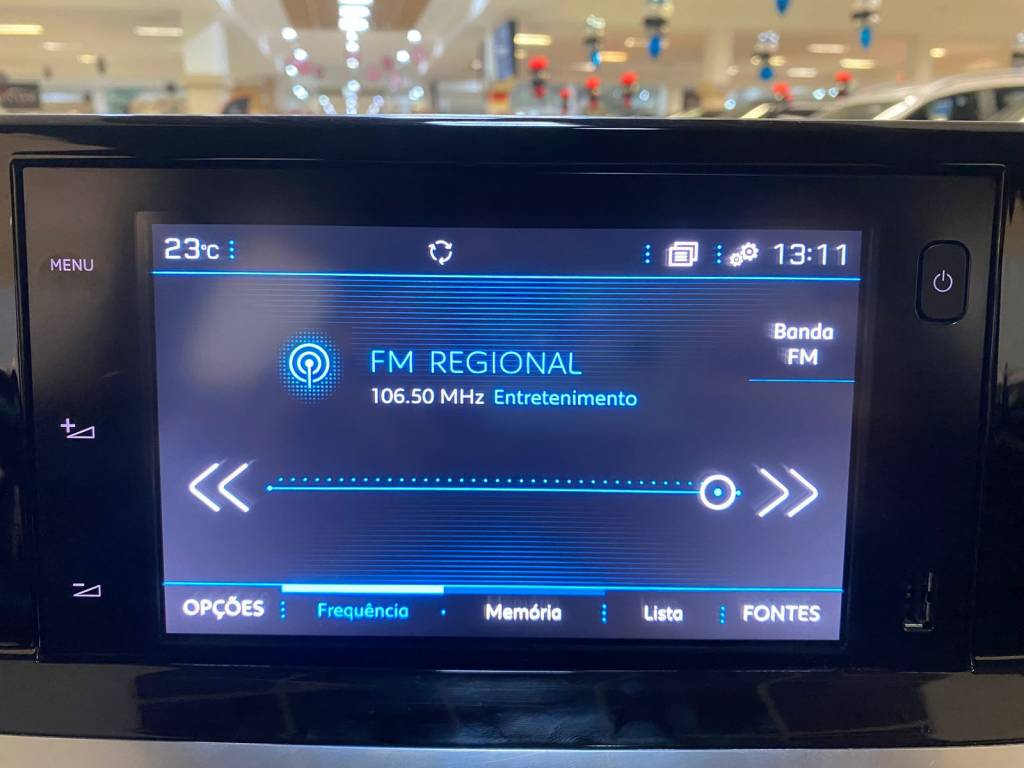 23°C 13:11
MENU
Banda
FM
FM REGIONAL
106.50 MHz Entretenimento
OPÇÕES Frequência Memória Lista FONTES